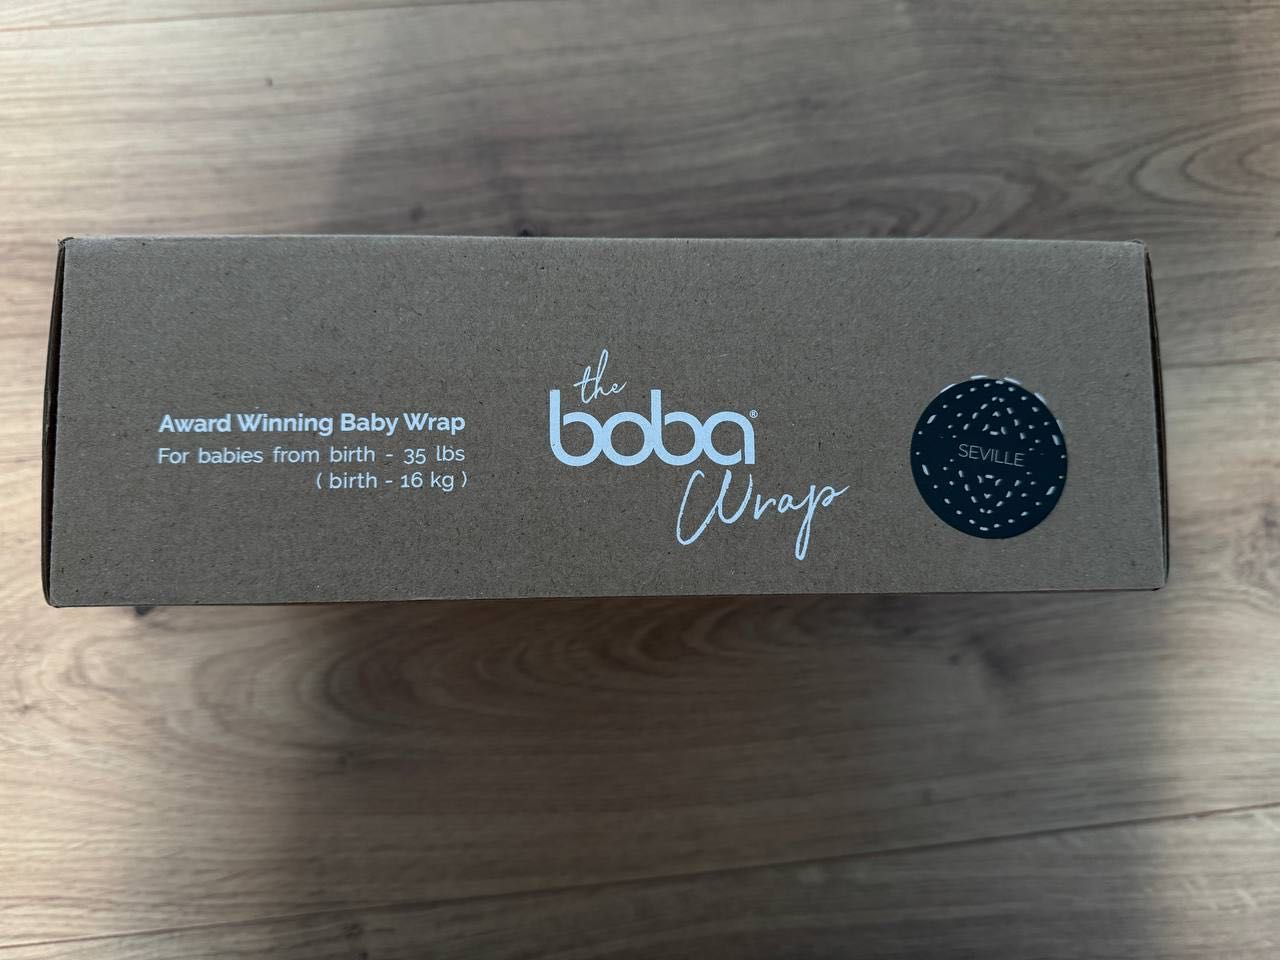 Award Winning Baby Wrap
For babies from birth - 35 lbs
( birth - 16 kg )
the
boba®
Wrap
SEVILLE